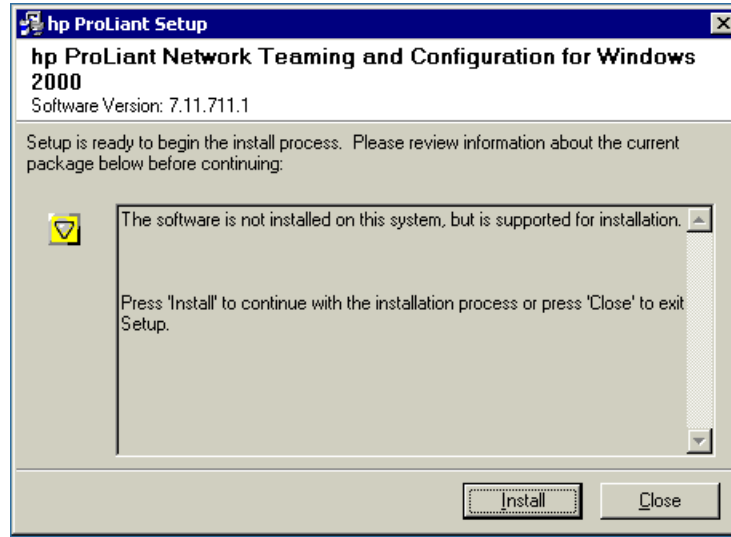 hp ProLiant Setup
hp ProLiant Network Teaming and Configuration for Windows
2000
Software Version: 7.11.711.1
Setup is ready to begin the install process.  Please review information about the current
package below before continuing:
The software is not installed on this system, but is supported for installation.
Press 'Install' to continue with the installation process or press 'Close' to exit
Setup.
Install
Close